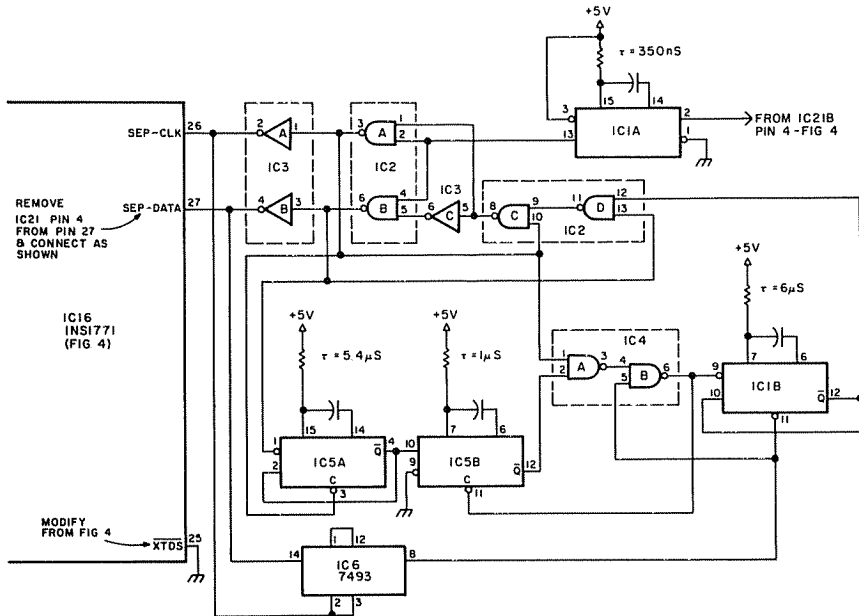 +5V
τ = 350nS
3
15
14
IC1A
2
1
13
FROM IC21B
PIN 4-FIG 4
SEP-CLK
26
2
A
1
IC3
3
A
1
2
IC2
SEP-DATA
27
4
B
3
6
B
4
5
IC3
6
C
5
8
C
9
10
11
D
12
13
IC2
REMOVE
IC21 PIN 4
FROM PIN 27
& CONNECT AS
SHOWN
IC16
INS1771
(FIG 4)
+5V
τ = 5.4µS
15
14
1
2
IC5A
Q̅
4
C
3
+5V
τ = 1µS
7
6
10
9
IC5B
Q̅
12
C
11
IC4
1
2
A
3
4
5
B
6
+5V
τ = 6µS
7
6
9
10
IC1B
Q̅
12
11
MODIFY
FROM FIG 4
XTDS
25
14
1
12
IC6
7493
8
2
3